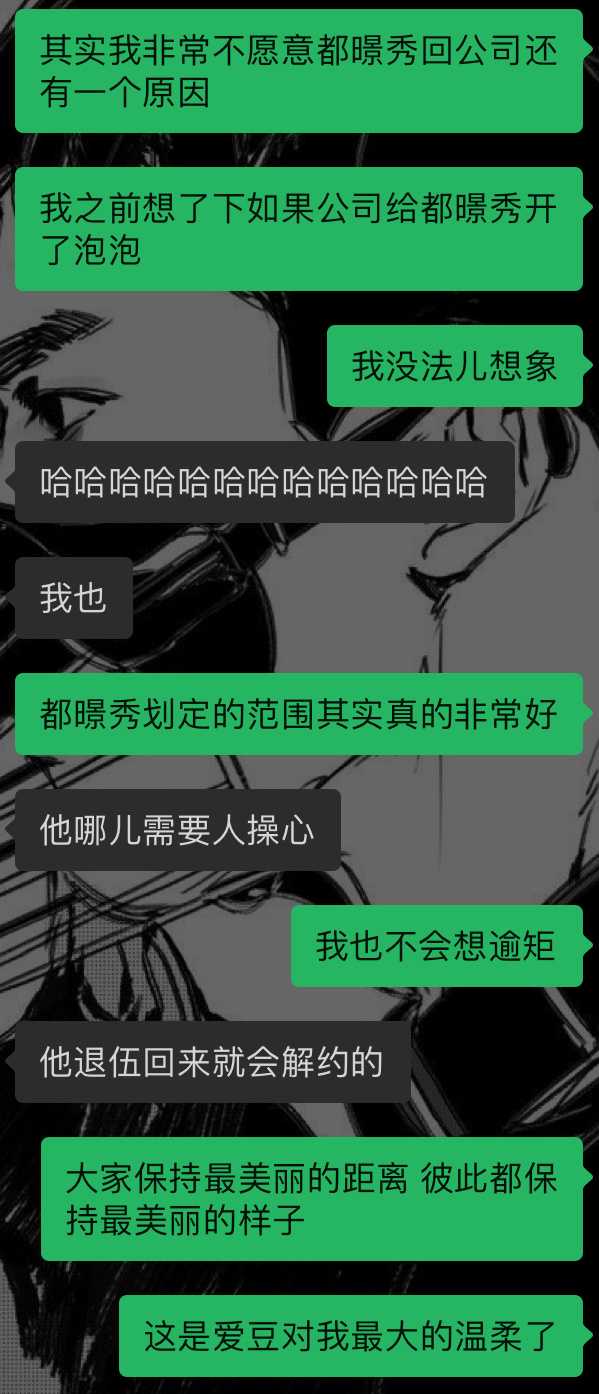 其实我非常不愿意都暻秀回公司还
有一个原因
我之前想了下如果公司给都暻秀开
了泡泡
我没法儿想象
哈哈哈哈哈哈哈哈哈哈哈哈哈
我也
都暻秀划定的范围其实真的非常好
他哪儿需要人操心
我也不会想逾矩
他退伍回来就会解约的
大家保持最美丽的距离 彼此都保
持最美丽的样子
这是爱豆对我最大的温柔了